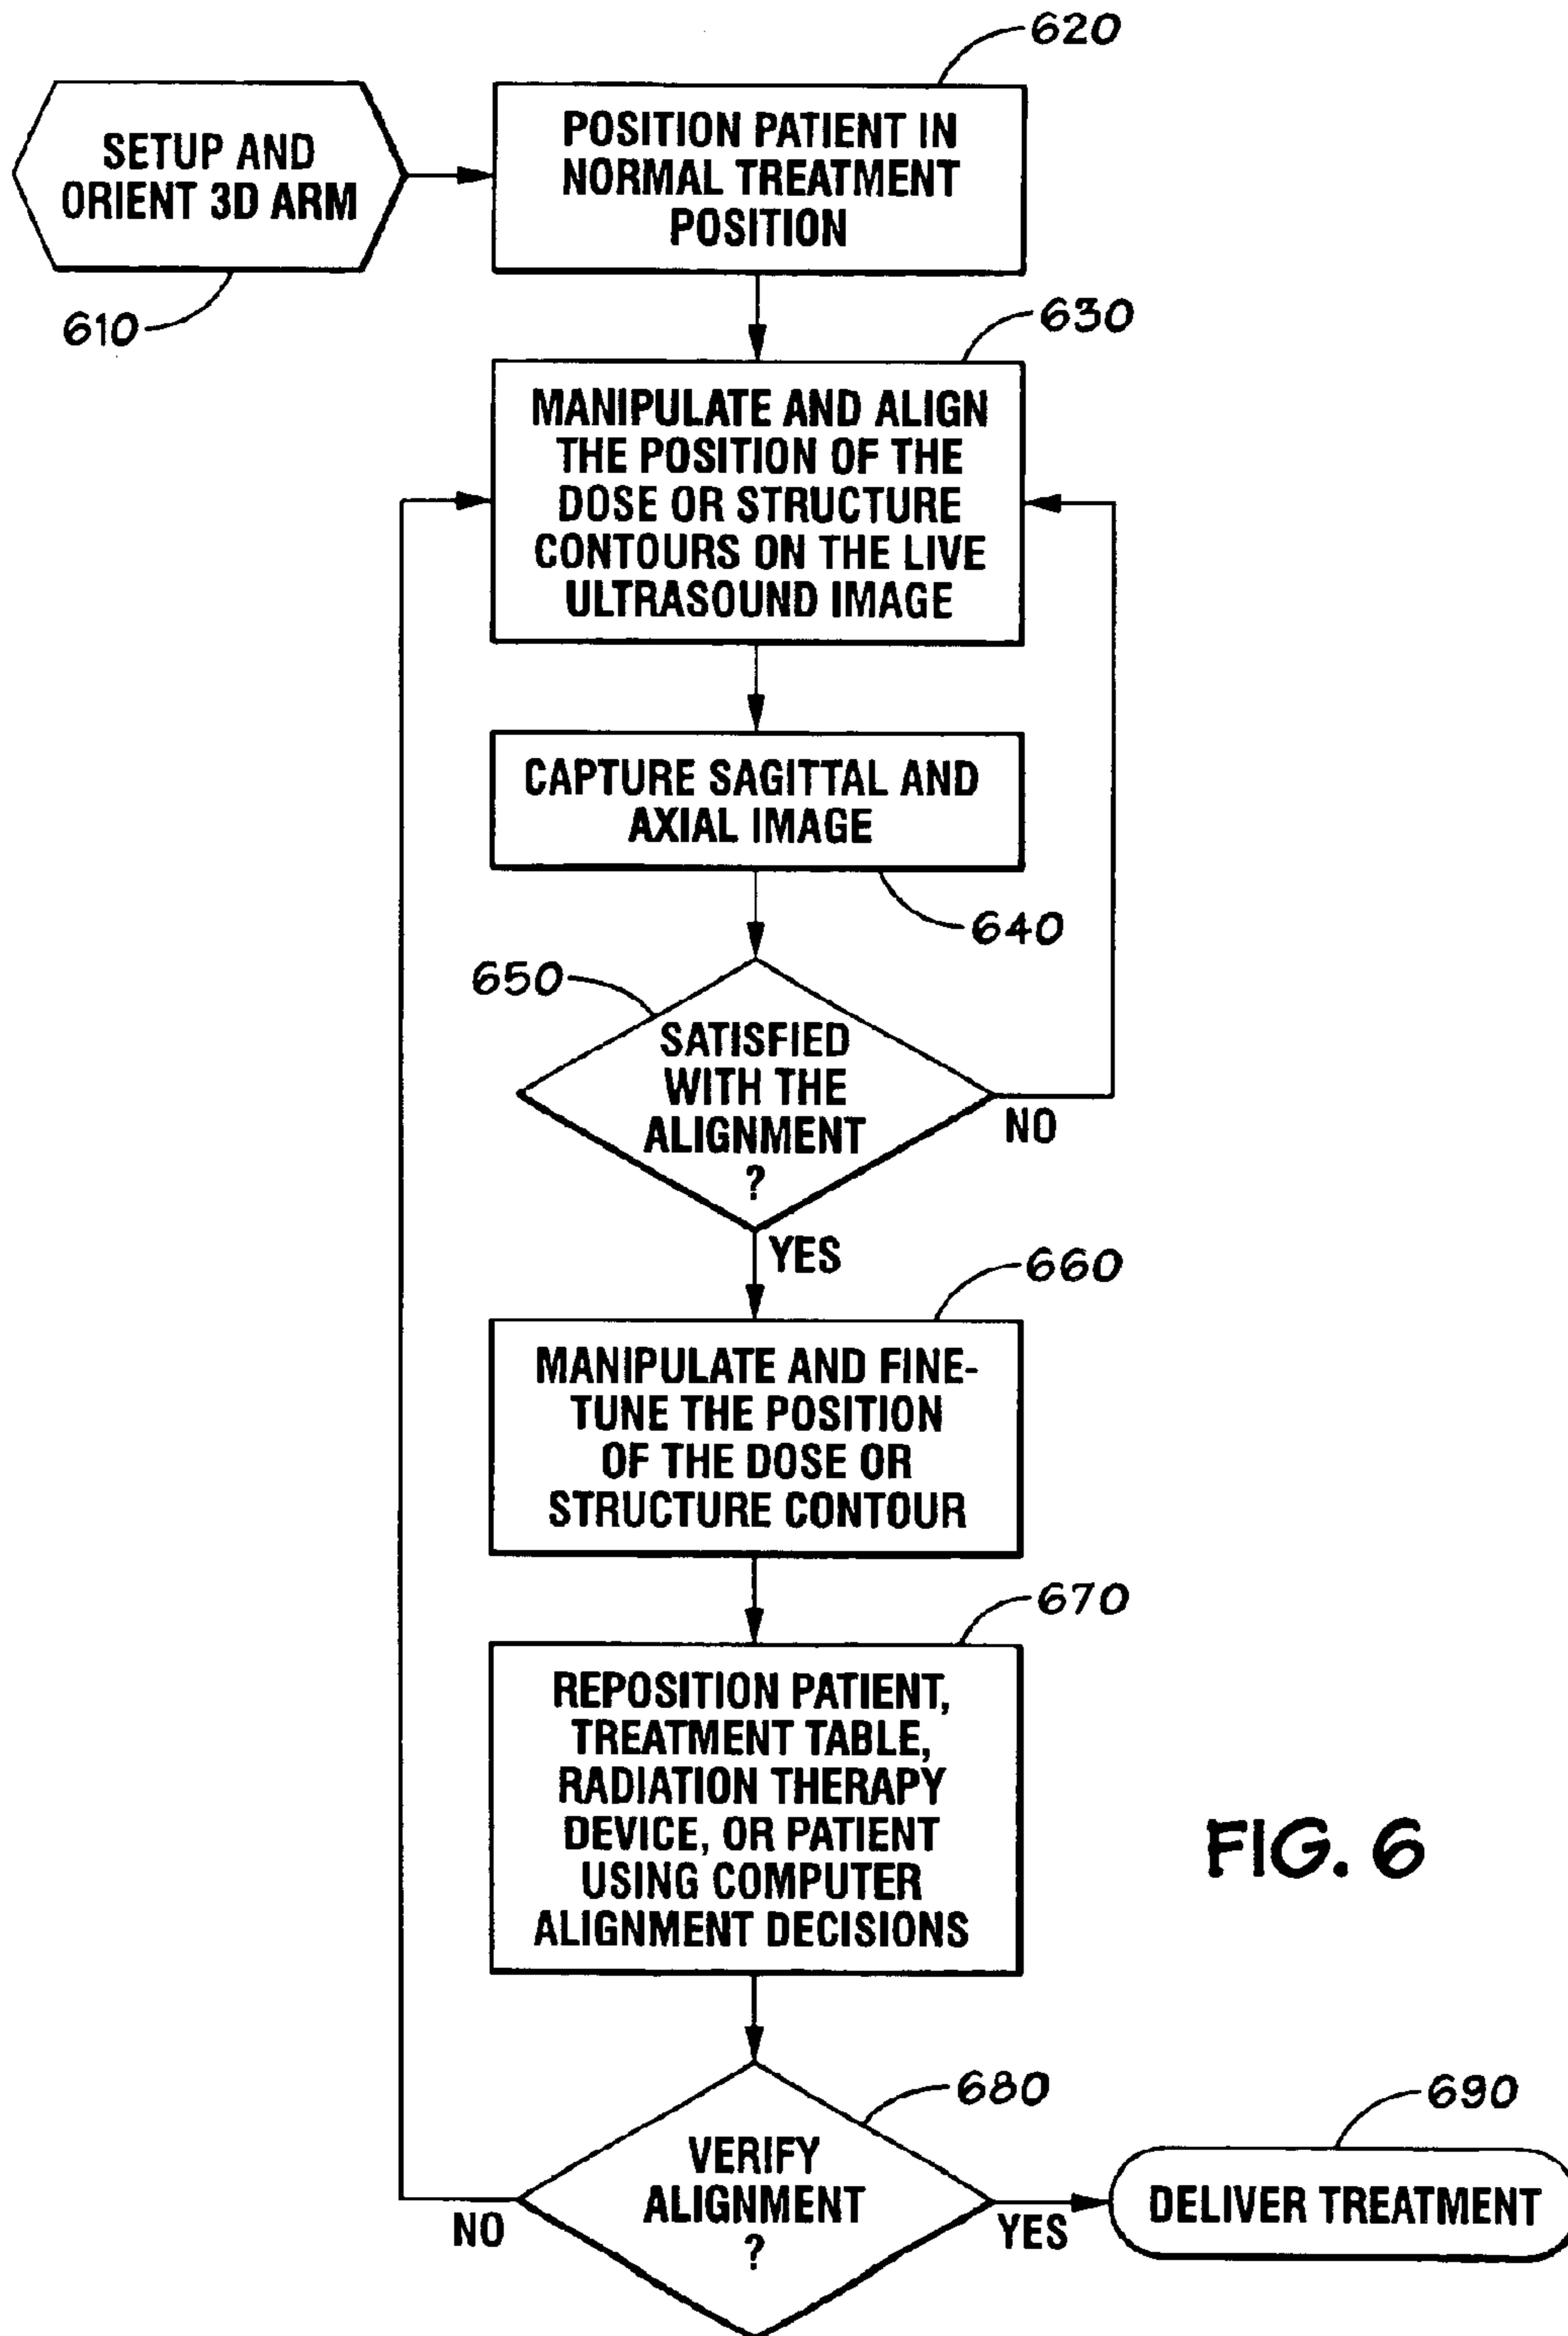 620
SETUP AND
ORIENT 3D ARM
610
POSITION PATIENT IN
NORMAL TREATMENT
POSITION
630
MANIPULATE AND ALIGN
THE POSITION OF THE
DOSE OR STRUCTURE
CONTOURS ON THE LIVE
ULTRASOUND IMAGE
CAPTURE SAGITTAL AND
AXIAL IMAGE
640
650
SATISFIED
WITH THE
ALIGNMENT
?
NO
YES
660
MANIPULATE AND FINE-
TUNE THE POSITION
OF THE DOSE OR
STRUCTURE CONTOUR
670
REPOSITION PATIENT,
TREATMENT TABLE,
RADIATION THERAPY
DEVICE, OR PATIENT
USING COMPUTER
ALIGNMENT DECISIONS
FIG. 6
680
VERIFY
ALIGNMENT
?
NO
YES
690
DELIVER TREATMENT